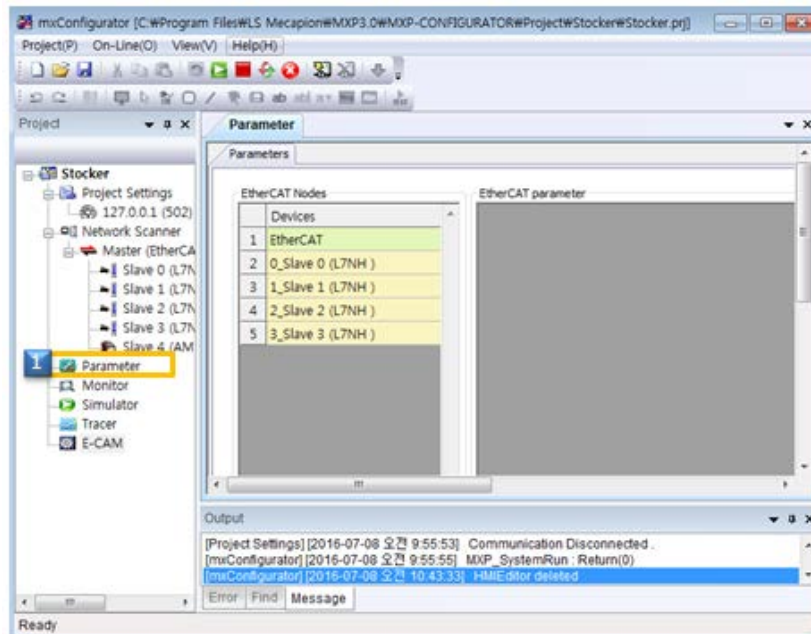 mxConfigurator [C:₩Program Files₩LS Mecapion₩MXP3.0₩MXP-CONFIGURATOR₩Project₩Stocker₩Stocker.prj]
Project(P) On-Line(O) View(V) Help(H)
Project
Parameter
Parameters
Stocker
Project Settings
127.0.0.1 (502)
Network Scanner
Master (EtherCA
Slave 0 (L7N
Slave 1 (L7N
Slave 2 (L7N
Slave 3 (L7N
Slave 4 (AM
1 Parameter
Monitor
Simulator
Tracer
E-CAM
EtherCAT Nodes
Devices
1 EtherCAT
2 0_Slave 0 (L7NH )
3 1_Slave 1 (L7NH )
4 2_Slave 2 (L7NH )
5 3_Slave 3 (L7NH )
EtherCAT parameter
Output
[Project Settings] [2016-07-08 오전 9:55:53] Communication Disconnected .
[mxConfigurator] [2016-07-08 오전 9:55:55] MXP_SystemRun : Return(0)
[mxConfigurator] [2016-07-08 오전 10:43:33] HMIEditor deleted
Error Find Message
Ready